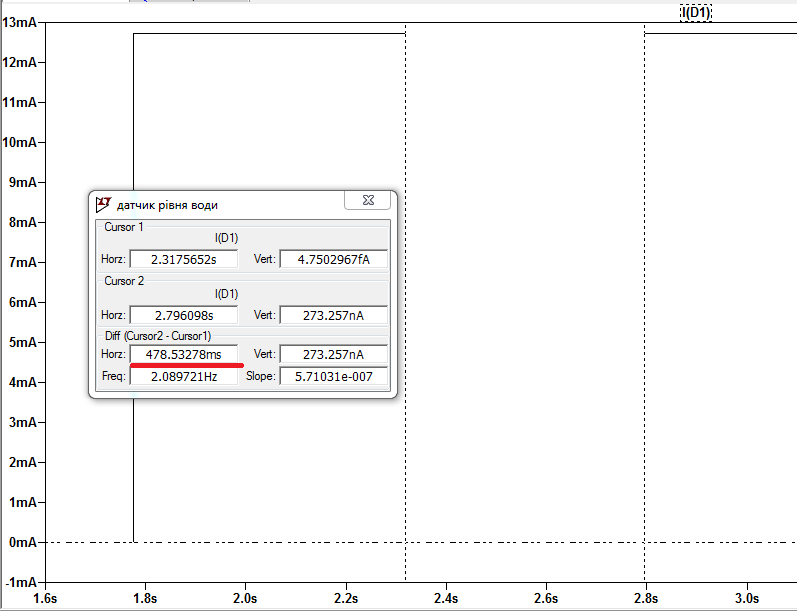 I(D1)
13mA
12mA
11mA
10mA
9mA
8mA
7mA
6mA
5mA
4mA
3mA
2mA
1mA
0mA
-1mA
датчик рівня води
Cursor 1
I(D1)
Horz: 2.3175652s Vert: 4.7502967fA
Cursor 2
I(D1)
Horz: 2.796098s Vert: 273.257nA
Diff (Cursor2 - Cursor1)
Horz: 478.53278ms Vert: 273.257nA
Freq: 2.089721Hz Slope: 5.71031e-007
1.6s 1.8s 2.0s 2.2s 2.4s 2.6s 2.8s 3.0s